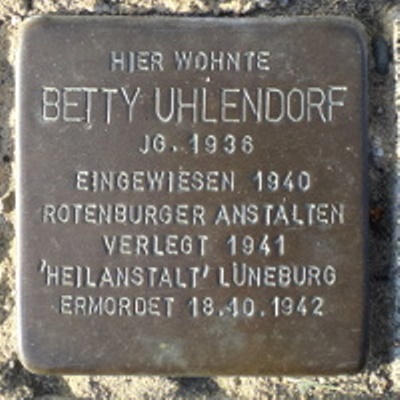 HIER WOHNTE
BETTY UHLENDORF
JG. 1936
EINGEWIESEN 1940
ROTENBURGER ANSTALTEN
VERLEGT 1941
'HEILANSTALT' LÜNEBURG
ERMORDET 18.10.1942